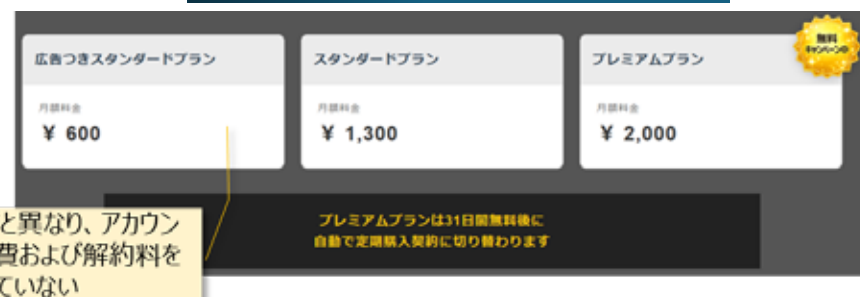 無料
キャンペーン中
広告つきスタンダードプラン
スタンダードプラン
プレミアムプラン
月額料金
月額料金
月額料金
¥ 600
¥ 1,300
¥ 2,000
プレミアムプランは31日間無料後に
自動で定期購入契約に切り替わります
と異なり、アカウン
費および解約料を
ていない